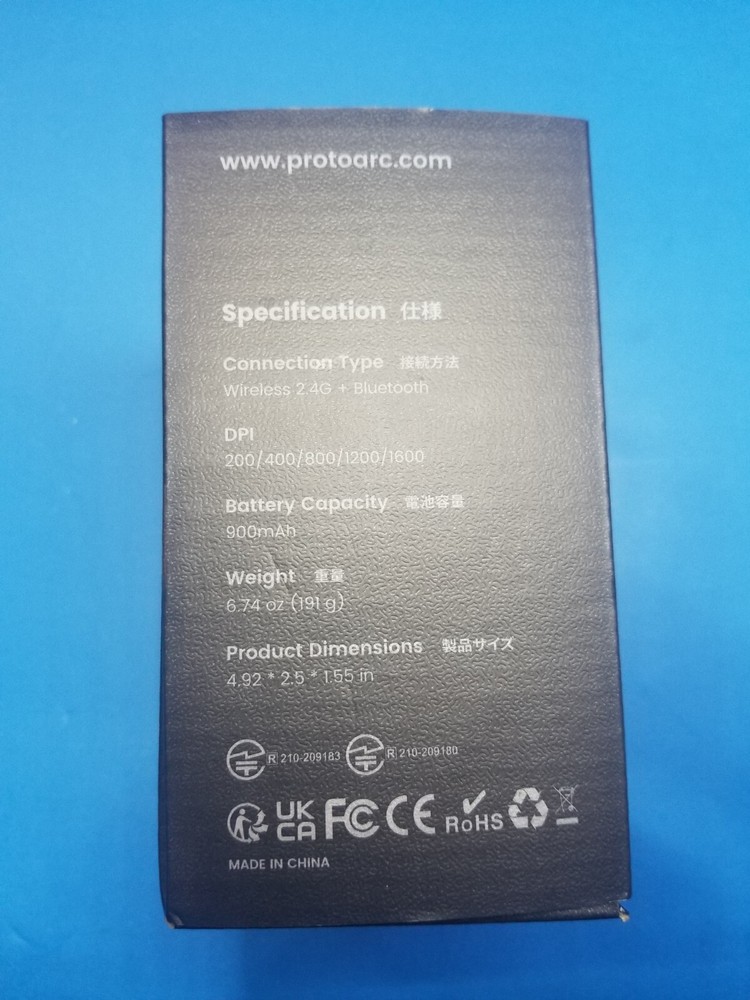 www.protoarc.com
Specification 仕様
Connection Type 接続方法
Wireless 2.4G + Bluetooth
DPI
200/400/800/1200/1600
Battery Capacity 電池容量
900mAh
Weight 重量
6.74 oz (191 g)
Product Dimensions 製品サイズ
4.92 * 2.5 * 1.55 in
R 210-209183 R 210-209180
UK CA FC CE RoHS
MADE IN CHINA